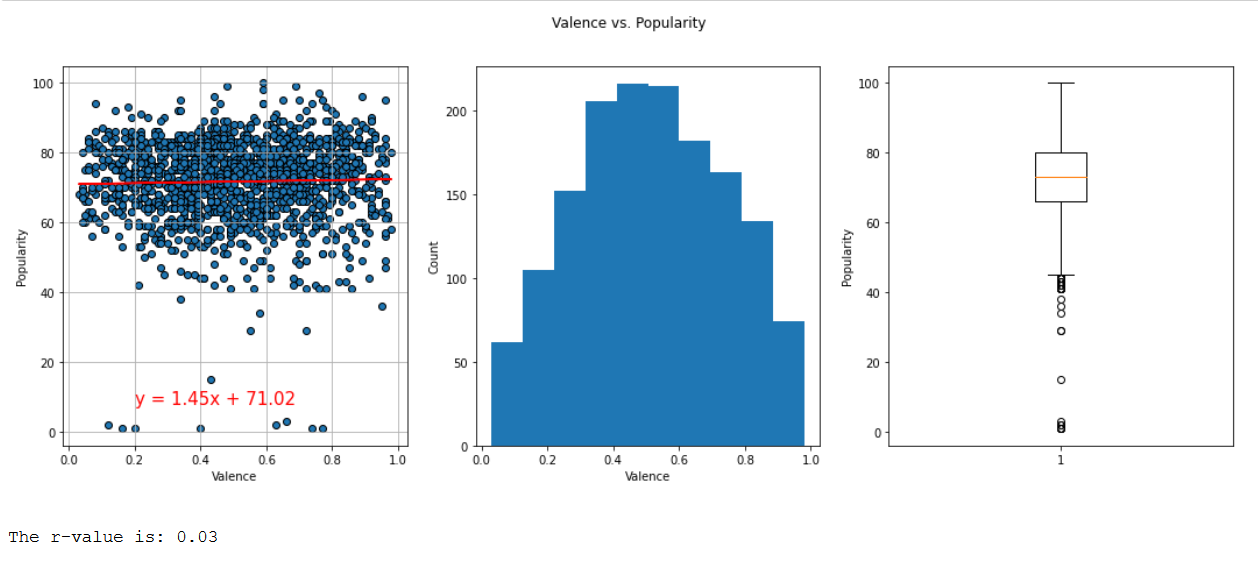 Valence vs. Popularity
100
80
60
40
20
0
Popularity
y = 1.45x + 71.02
0.0 0.2 0.4 0.6 0.8 1.0
Valence
200
150
100
50
0
Count
0.0 0.2 0.4 0.6 0.8 1.0
Valence
100
80
60
40
20
0
Popularity
1
The r-value is: 0.03